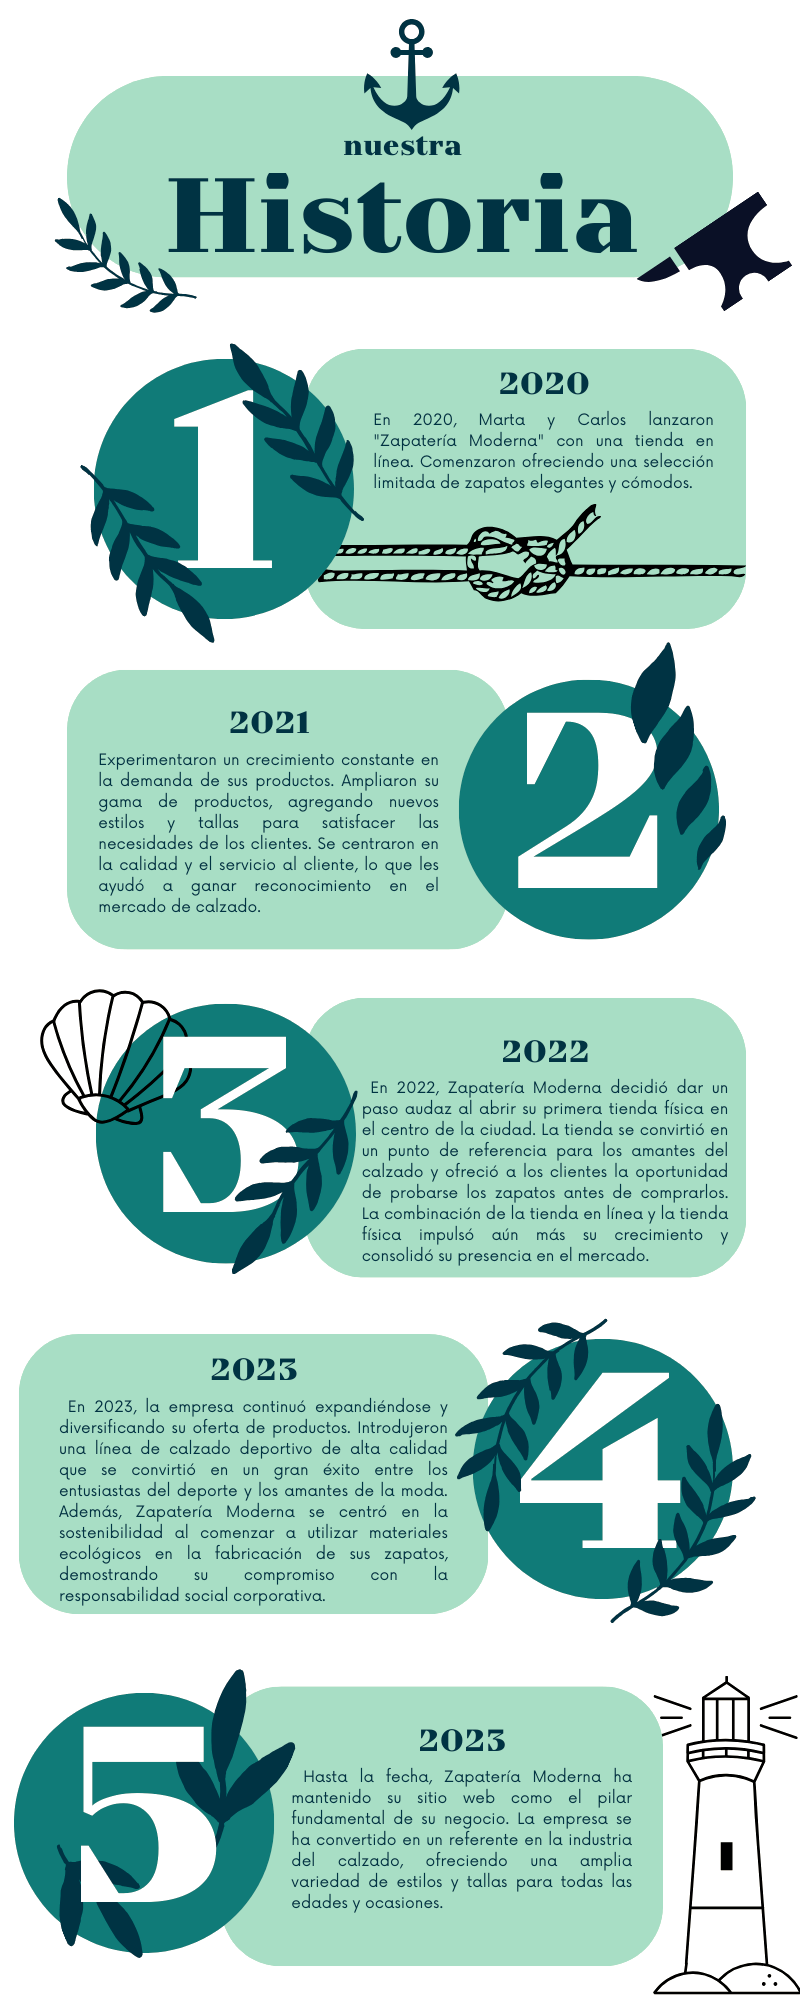 nuestra
Historia
1
2020
En 2020, Marta y Carlos lanzaron
"Zapatería Moderna" con una tienda en
línea. Comenzaron ofreciendo una selección
limitada de zapatos elegantes y cómodos.
2021
Experimentaron un crecimiento constante en
la demanda de sus productos. Ampliaron su
gama de productos, agregando nuevos
estilos y tallas para satisfacer las
necesidades de los clientes. Se centraron en
la calidad y el servicio al cliente, lo que les
ayudó a ganar reconocimiento en el
mercado de calzado.
2
3
2022
En 2022, Zapatería Moderna decidió dar un
paso audaz al abrir su primera tienda física en
el centro de la ciudad. La tienda se convirtió en
un punto de referencia para los amantes del
calzado y ofreció a los clientes la oportunidad
de probarse los zapatos antes de comprarlos.
La combinación de la tienda en línea y la tienda
física impulsó aún más su crecimiento y
consolidó su presencia en el mercado.
2023
En 2023, la empresa continuó expandiéndose y
diversificando su oferta de productos. Introdujeron
una línea de calzado deportivo de alta calidad
que se convirtió en un gran éxito entre los
entusiastas del deporte y los amantes de la moda.
Además, Zapatería Moderna se centró en la
sostenibilidad al comenzar a utilizar materiales
ecológicos en la fabricación de sus zapatos,
demostrando su compromiso con la
responsabilidad social corporativa.
4
5
2023
Hasta la fecha, Zapatería Moderna ha
mantenido su sitio web como el pilar
fundamental de su negocio. La empresa se
ha convertido en un referente en la industria
del calzado, ofreciendo una amplia
variedad de estilos y tallas para todas las
edades y ocasiones.